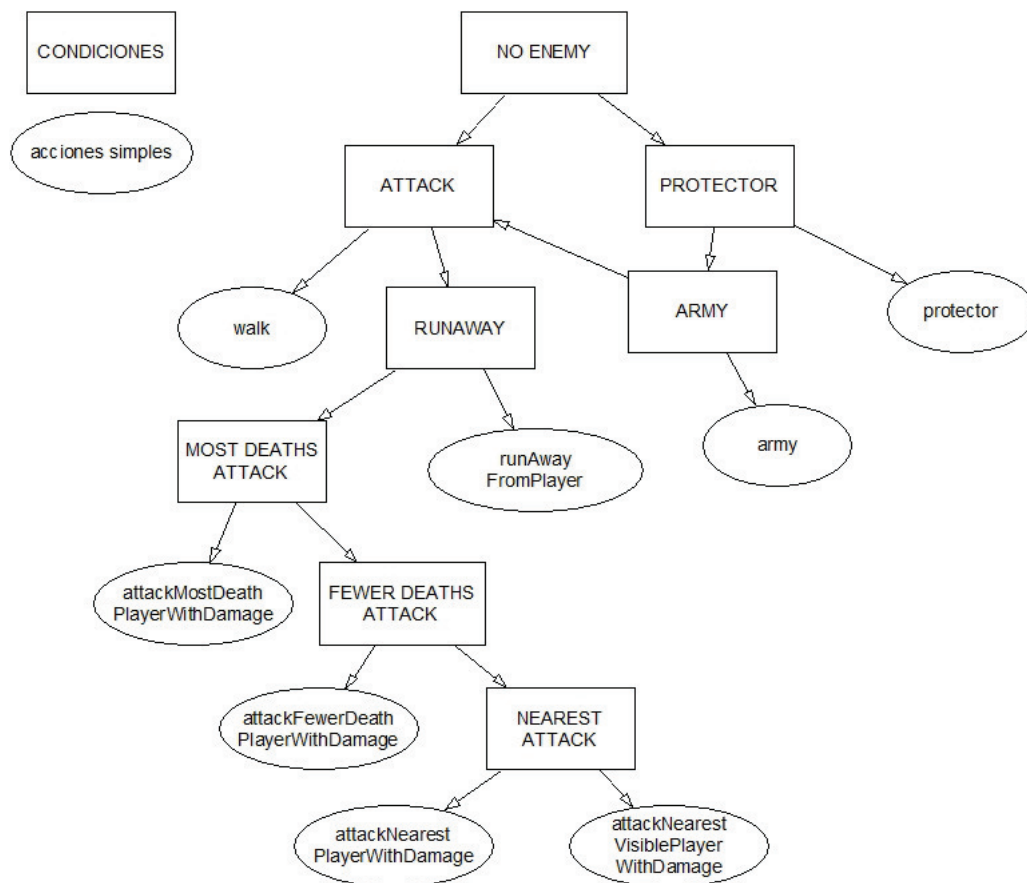 CONDICIONES
NO ENEMY
acciones simples
ATTACK
PROTECTOR
walk
RUNAWAY
ARMY
protector
MOST DEATHS
ATTACK
runAway
FromPlayer
army
attackMostDeath
PlayerWithDamage
FEWER DEATHS
ATTACK
attackFewerDeath
PlayerWithDamage
NEAREST
ATTACK
attackNearest
PlayerWithDamage
attackNearest
VisiblePlayer
WithDamage